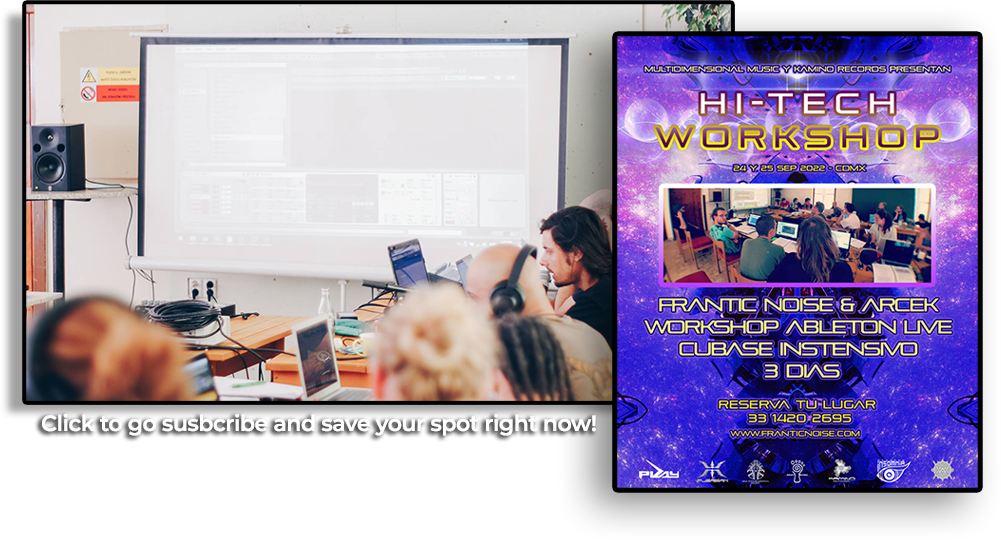 MULTIDIMENSIONAL MUSIC Y KAMINO RECORDS PRESENTAN
HI-TECH
WORKSHOP
24 Y 25 SEP 2022 - CDMX
FRANTIC NOISE & ARCEK
WORKSHOP ABLETON LIVE
CUBASE INSTENSIVO
3 DIAS
RESERVA TU LUGAR
33 1420 2695
WWW.FRANTICNOISE.COM
PLAY
Click to go susbcribe and save your spot right now!